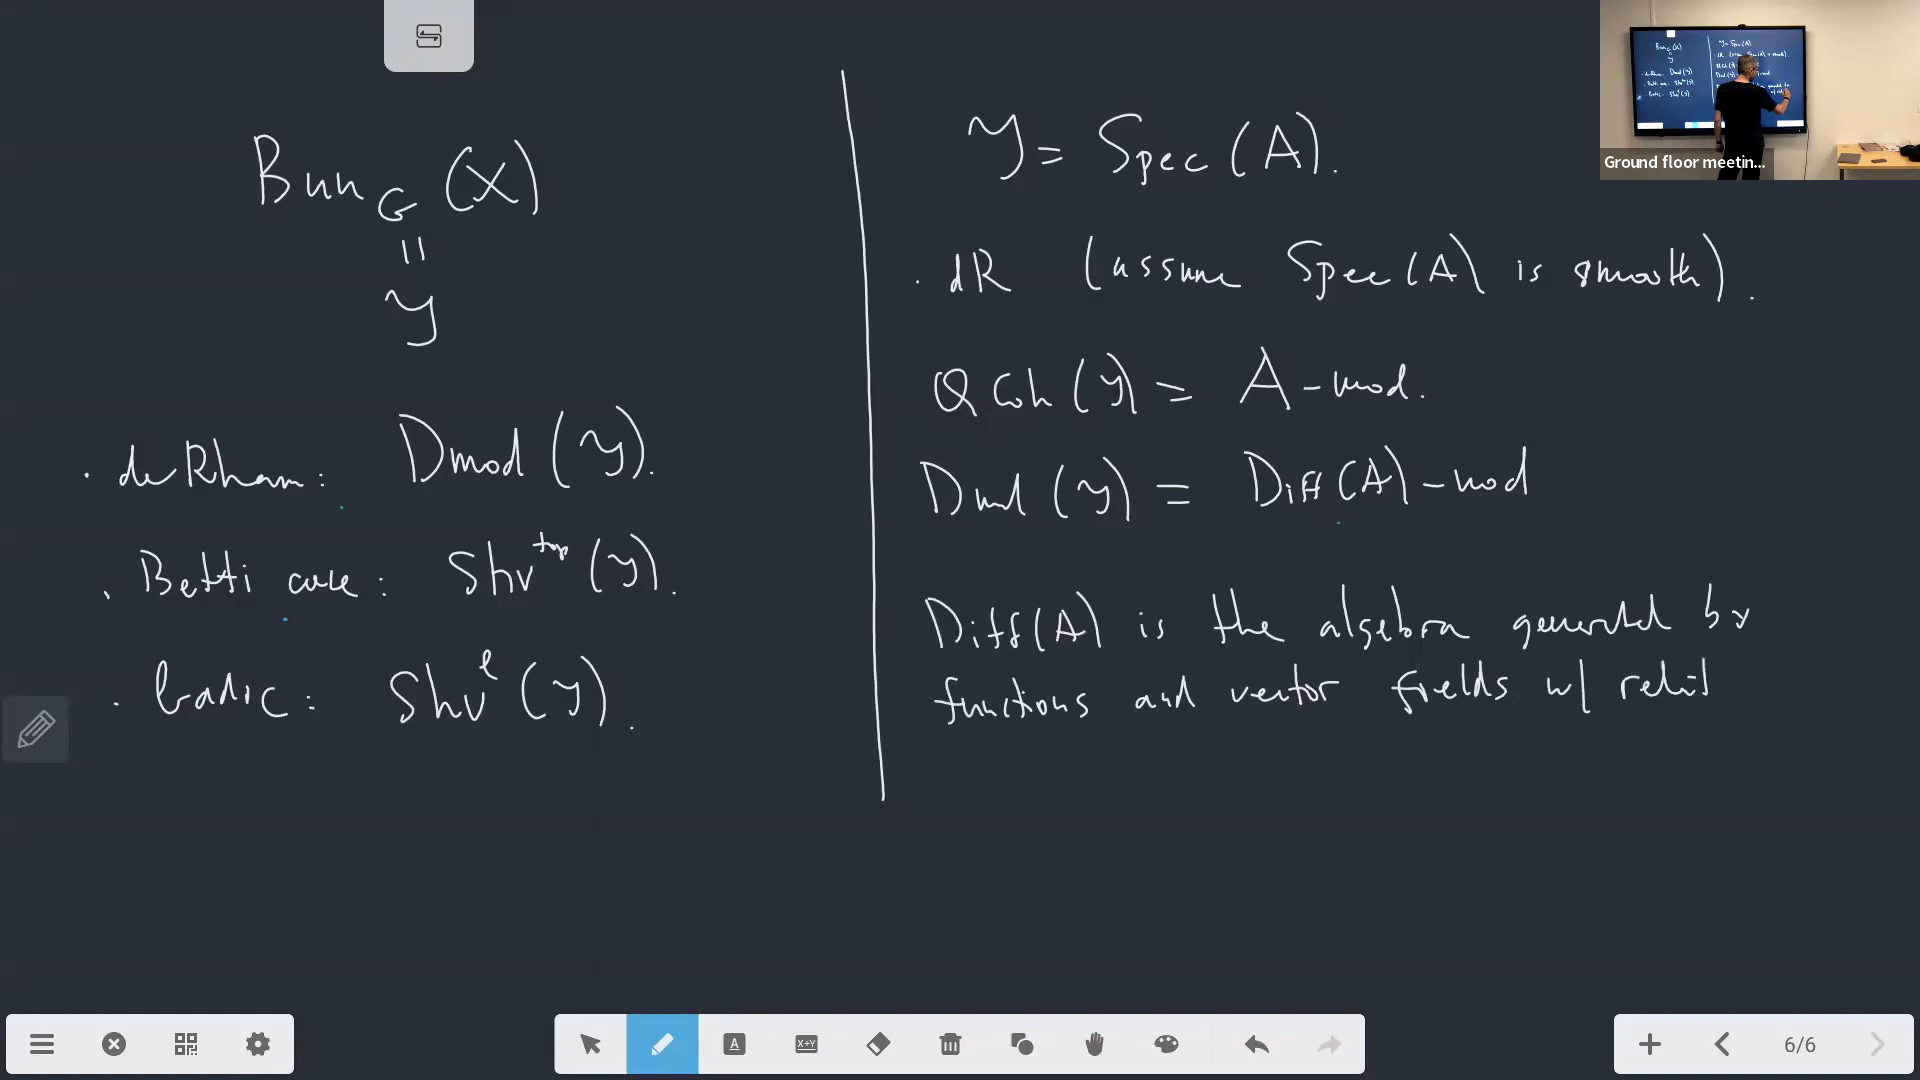 Bun_G (X)
=
Y
· de Rham: Dmod (Y).
· Betti case: Shv^top (Y).
· l-adic: Shv^l (Y).
Y = Spec (A).
· dR (assume Spec (A) is smooth).
QCoh (Y) = A-mod.
Dmod (Y) = Diff (A)-mod
Diff (A) is the algebra generated by
functions and vector fields w/
Ground floor meetin...
6/6